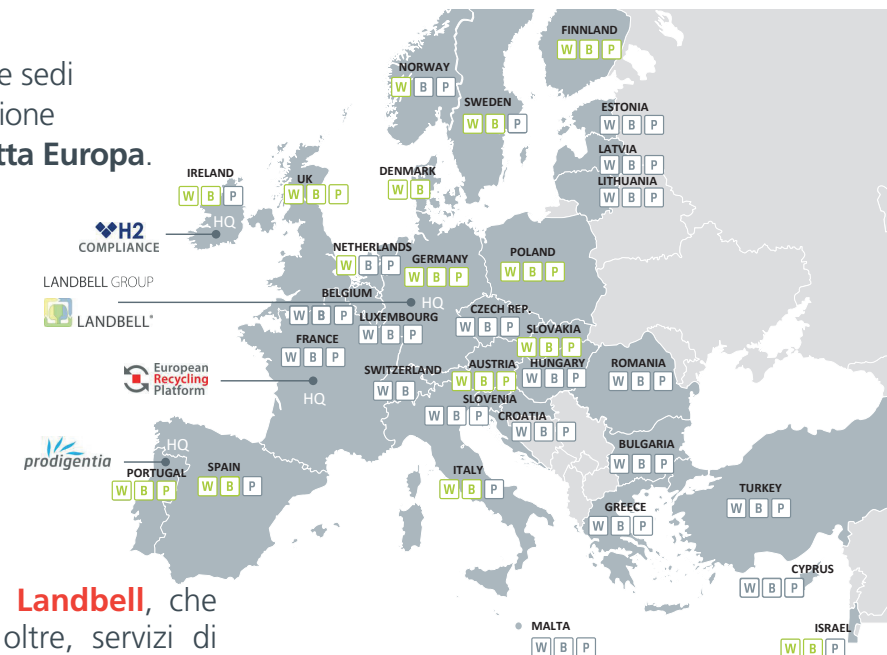 e sedi
ione
tta Europa.
FINNLAND
W B P
NORWAY
W B P
SWEDEN
W B P
ESTONIA
W B P
LATVIA
W B P
LITHUANIA
W B P
IRELAND
W B P
UK
W B P
DENMARK
W B
HQ
H2
COMPLIANCE
NETHERLANDS
W B P
GERMANY
W B P
POLAND
W B P
LANDBELL GROUP
LANDBELL
HQ
BELGIUM
W B P
LUXEMBOURG
W B P
CZECH REP.
W B P
SLOVAKIA
W B P
FRANCE
W B P
SWITZERLAND
W B
AUSTRIA
W B P
HUNGARY
W B P
ROMANIA
W B P
European
Recycling
Platform
HQ
SLOVENIA
W B P
CROATIA
W B P
BULGARIA
W B P
HQ
prodigentia
PORTUGAL
W B P
SPAIN
W B P
ITALY
W B P
GREECE
W B P
TURKEY
W B P
CYPRUS
W B P
Landbell, che
oltre, servizi di
MALTA
W B P
ISRAEL
W B P